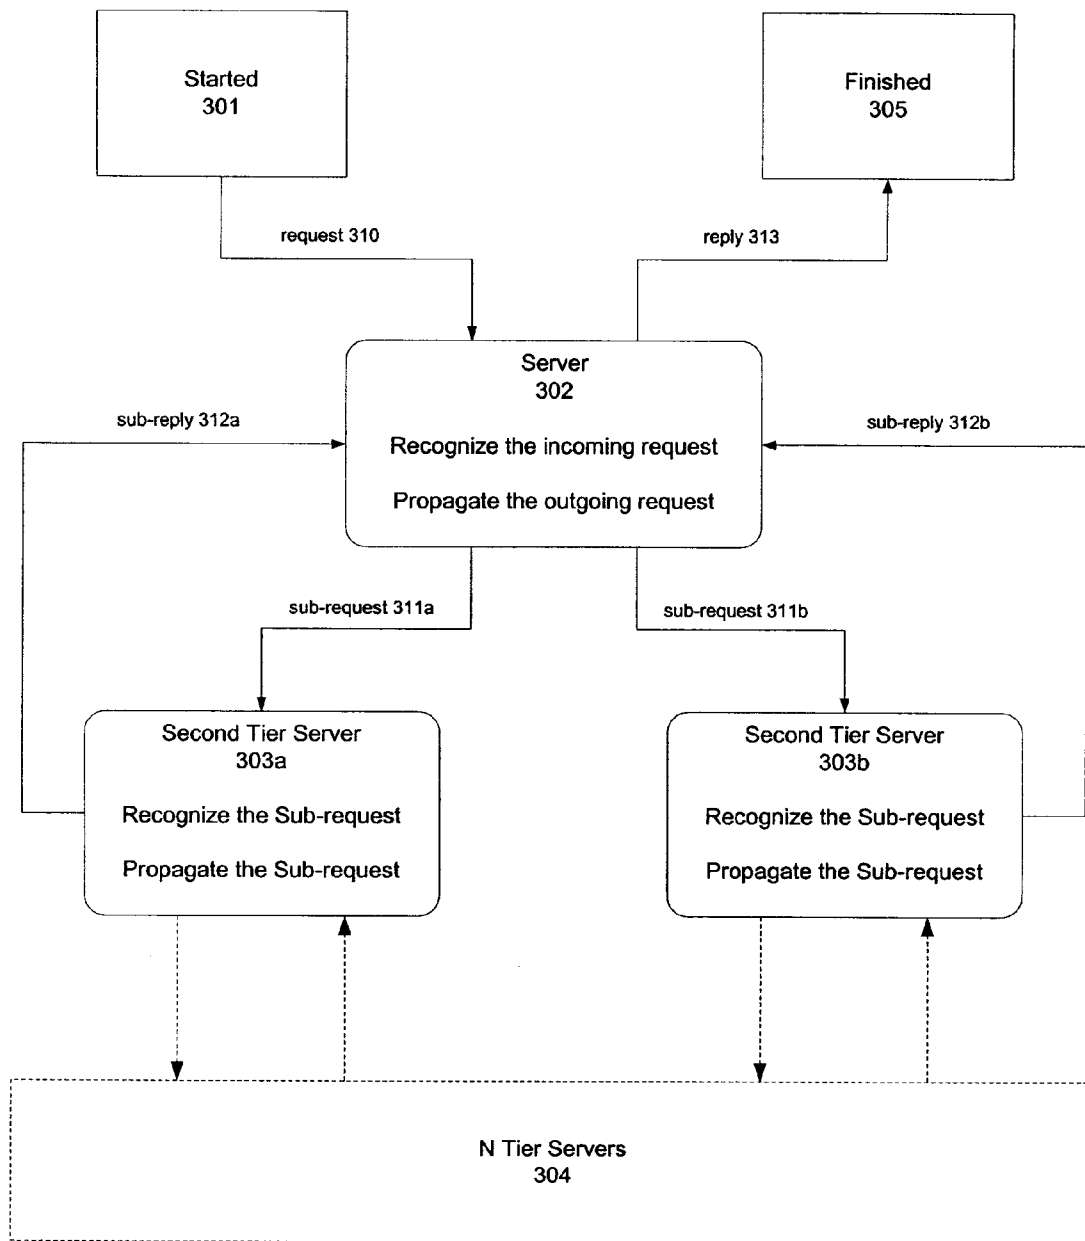 Started
301
Finished
305
request 310
reply 313
Server
302
Recognize the incoming request
Propagate the outgoing request
sub-reply 312a
sub-reply 312b
sub-request 311a
sub-request 311b
Second Tier Server
303a
Recognize the Sub-request
Propagate the Sub-request
Second Tier Server
303b
Recognize the Sub-request
Propagate the Sub-request
N Tier Servers
304